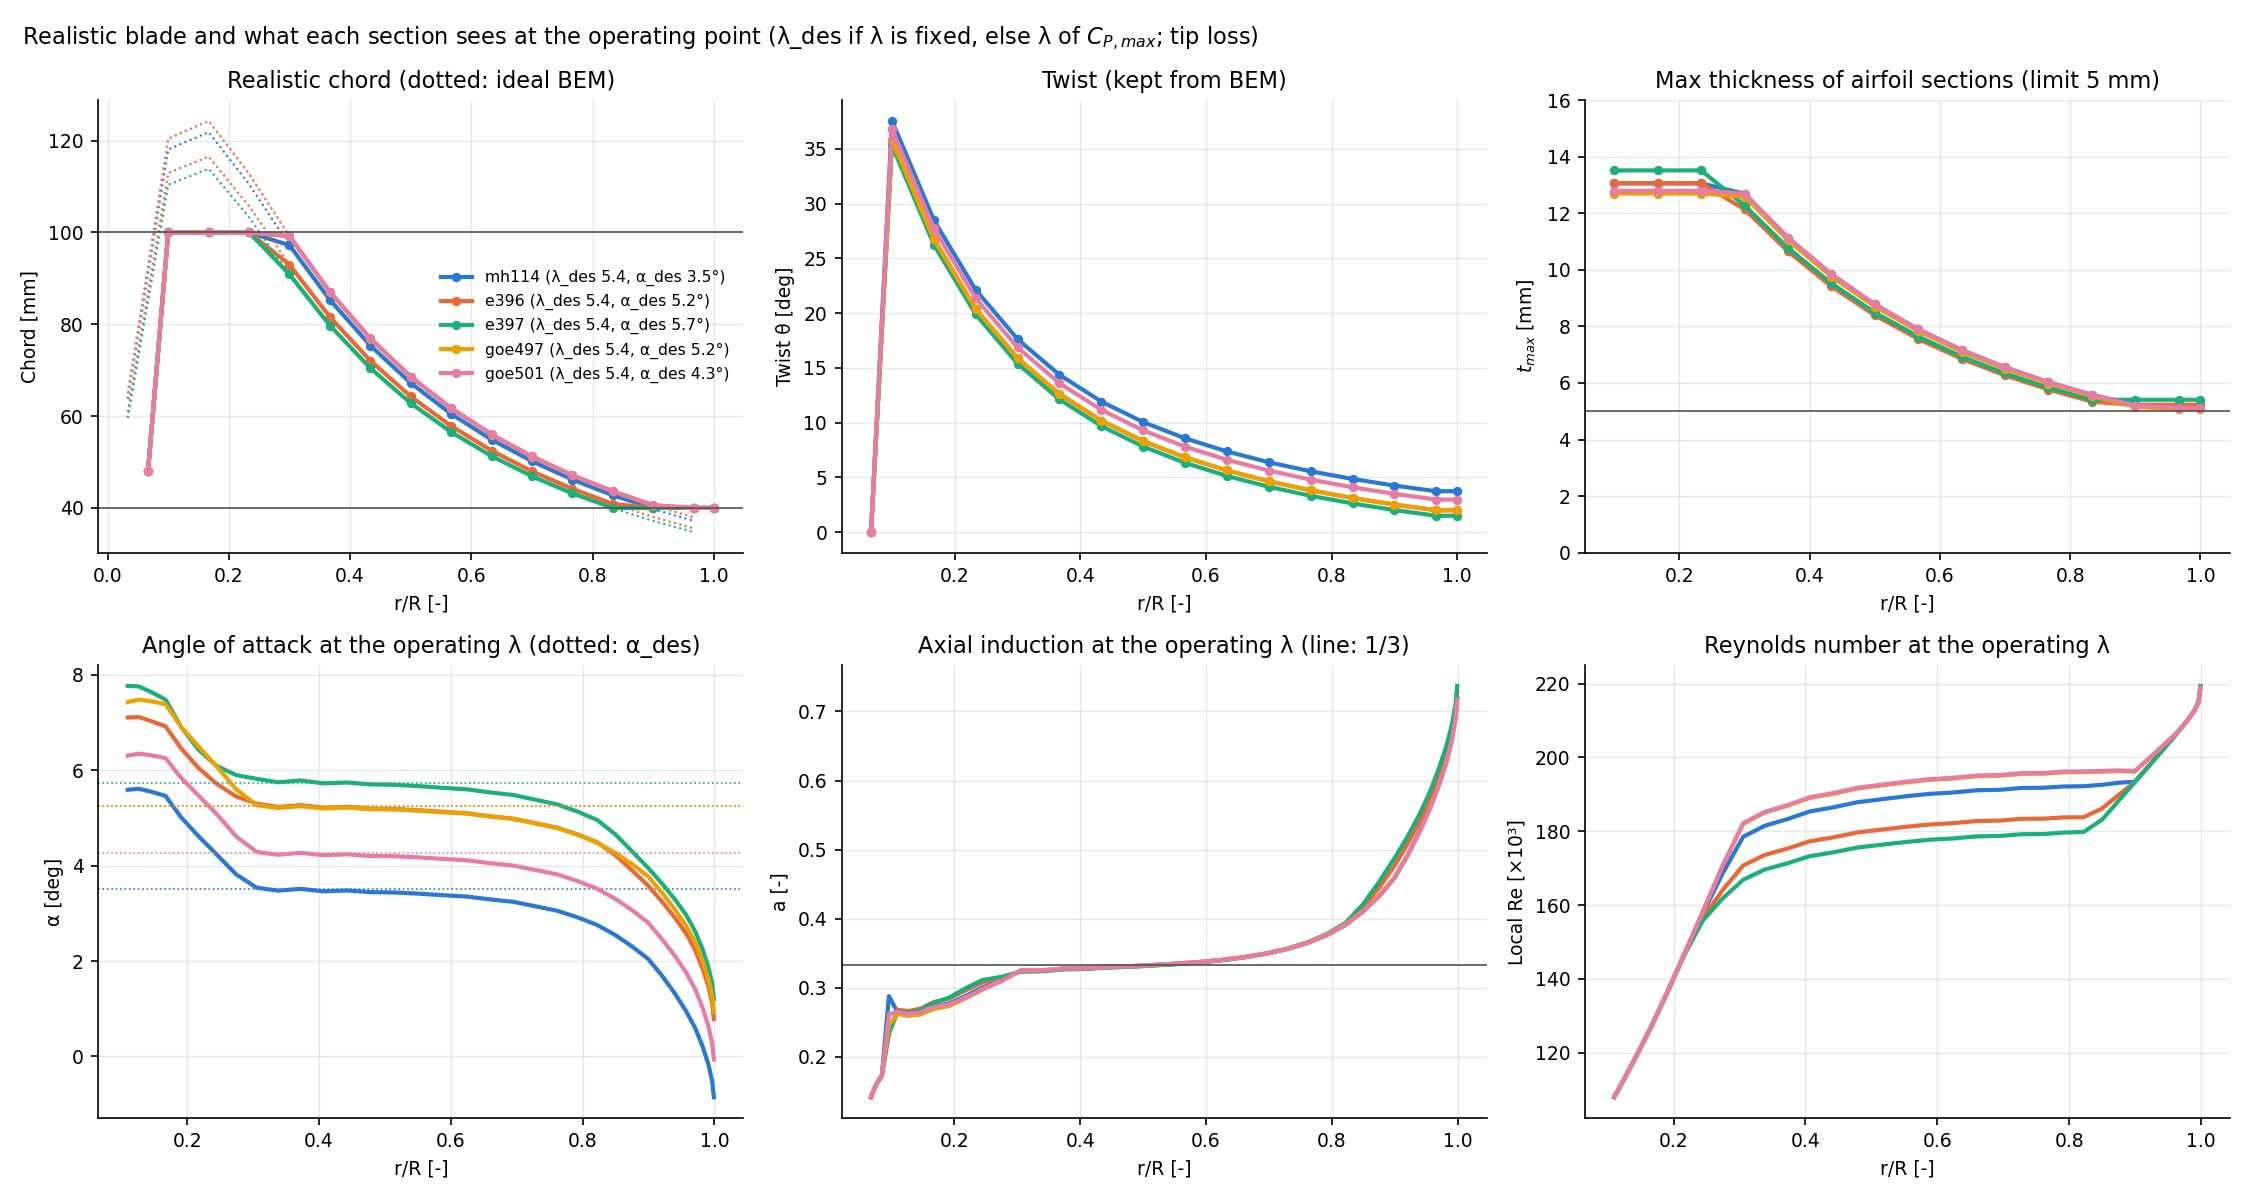 Realistic blade and what each section sees at the operating point (λ_des if λ is fixed, else λ of C_P,max; tip loss)
Realistic chord (dotted: ideal BEM)
Chord [mm]
120
100
80
60
40
mh114 (λ_des 5.4, α_des 3.5°)
e396 (λ_des 5.4, α_des 5.2°)
e397 (λ_des 5.4, α_des 5.7°)
goe497 (λ_des 5.4, α_des 5.2°)
goe501 (λ_des 5.4, α_des 4.3°)
0.0 0.2 0.4 0.6 0.8 1.0
r/R [-]
Twist (kept from BEM)
Twist θ [deg]
35
30
25
20
15
10
5
0
0.2 0.4 0.6 0.8 1.0
r/R [-]
Max thickness of airfoil sections (limit 5 mm)
t_max [mm]
16
14
12
10
8
6
4
2
0
0.2 0.4 0.6 0.8 1.0
r/R [-]
Angle of attack at the operating λ (dotted: α_des)
α [deg]
8
6
4
2
0
0.2 0.4 0.6 0.8 1.0
r/R [-]
Axial induction at the operating λ (line: 1/3)
a [-]
0.7
0.6
0.5
0.4
0.3
0.2
0.2 0.4 0.6 0.8 1.0
r/R [-]
Reynolds number at the operating λ
Local Re [×10³]
220
200
180
160
140
120
0.2 0.4 0.6 0.8 1.0
r/R [-]